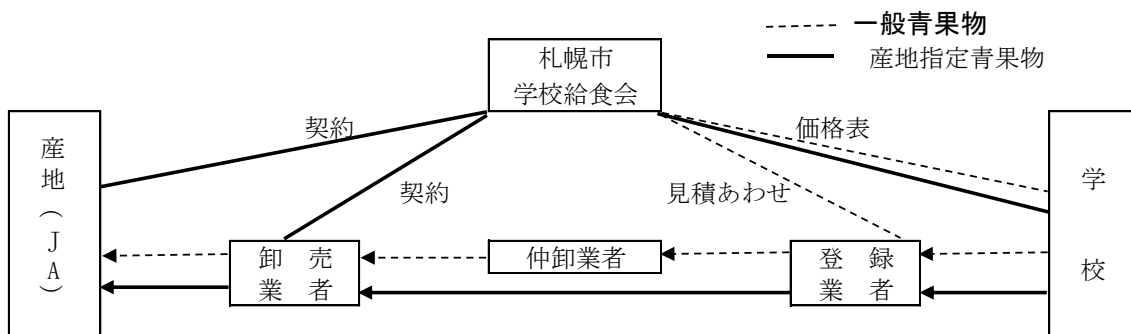 一般青果物
産地指定青果物
札幌市
学校給食会
契約
契約
価格表
見積あわせ
産地（ＪＡ）
卸売
業者
仲卸業者
登録
業者
学校